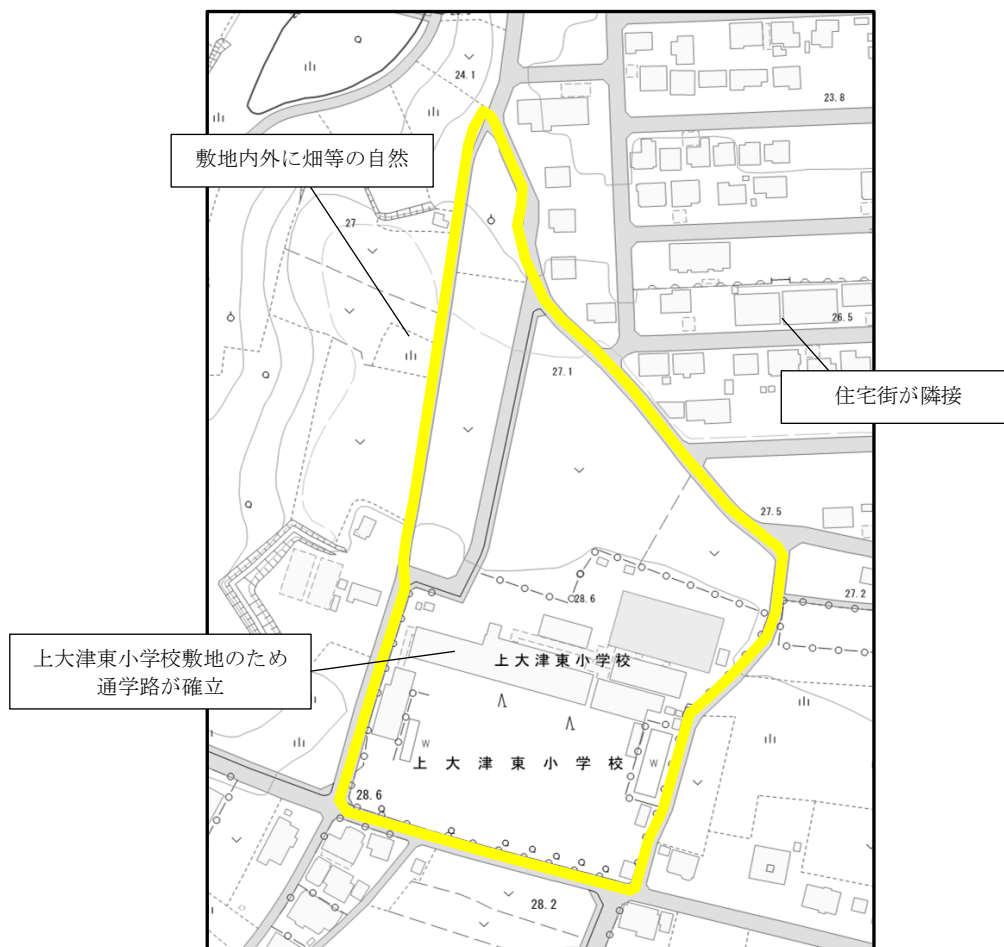 24.1
23.8
敷地内外に畑等の自然
27
26.5
27.1
住宅街が隣接
27.5
28.6
27.2
上大津東小学校敷地のため
通学路が確立
上大津東小学校
W
上大津東小学校
W
28.6
28.2